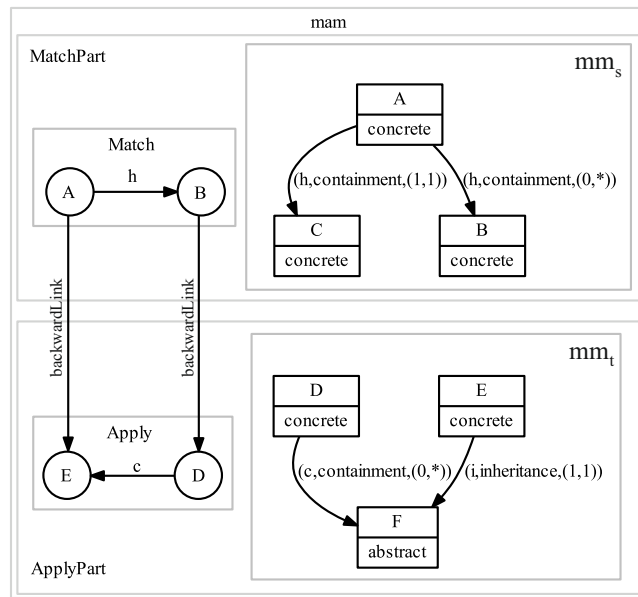 mam
MatchPart
mm_s
A
concrete
Match
h
A
B
(h,containment,(1,1))
(h,containment,(0,*))
C
concrete
B
concrete
backwardLink
backwardLink
mm_t
D
concrete
E
concrete
Apply
c
E
D
(c,containment,(0,*))
(i,inheritance,(1,1))
F
abstract
ApplyPart